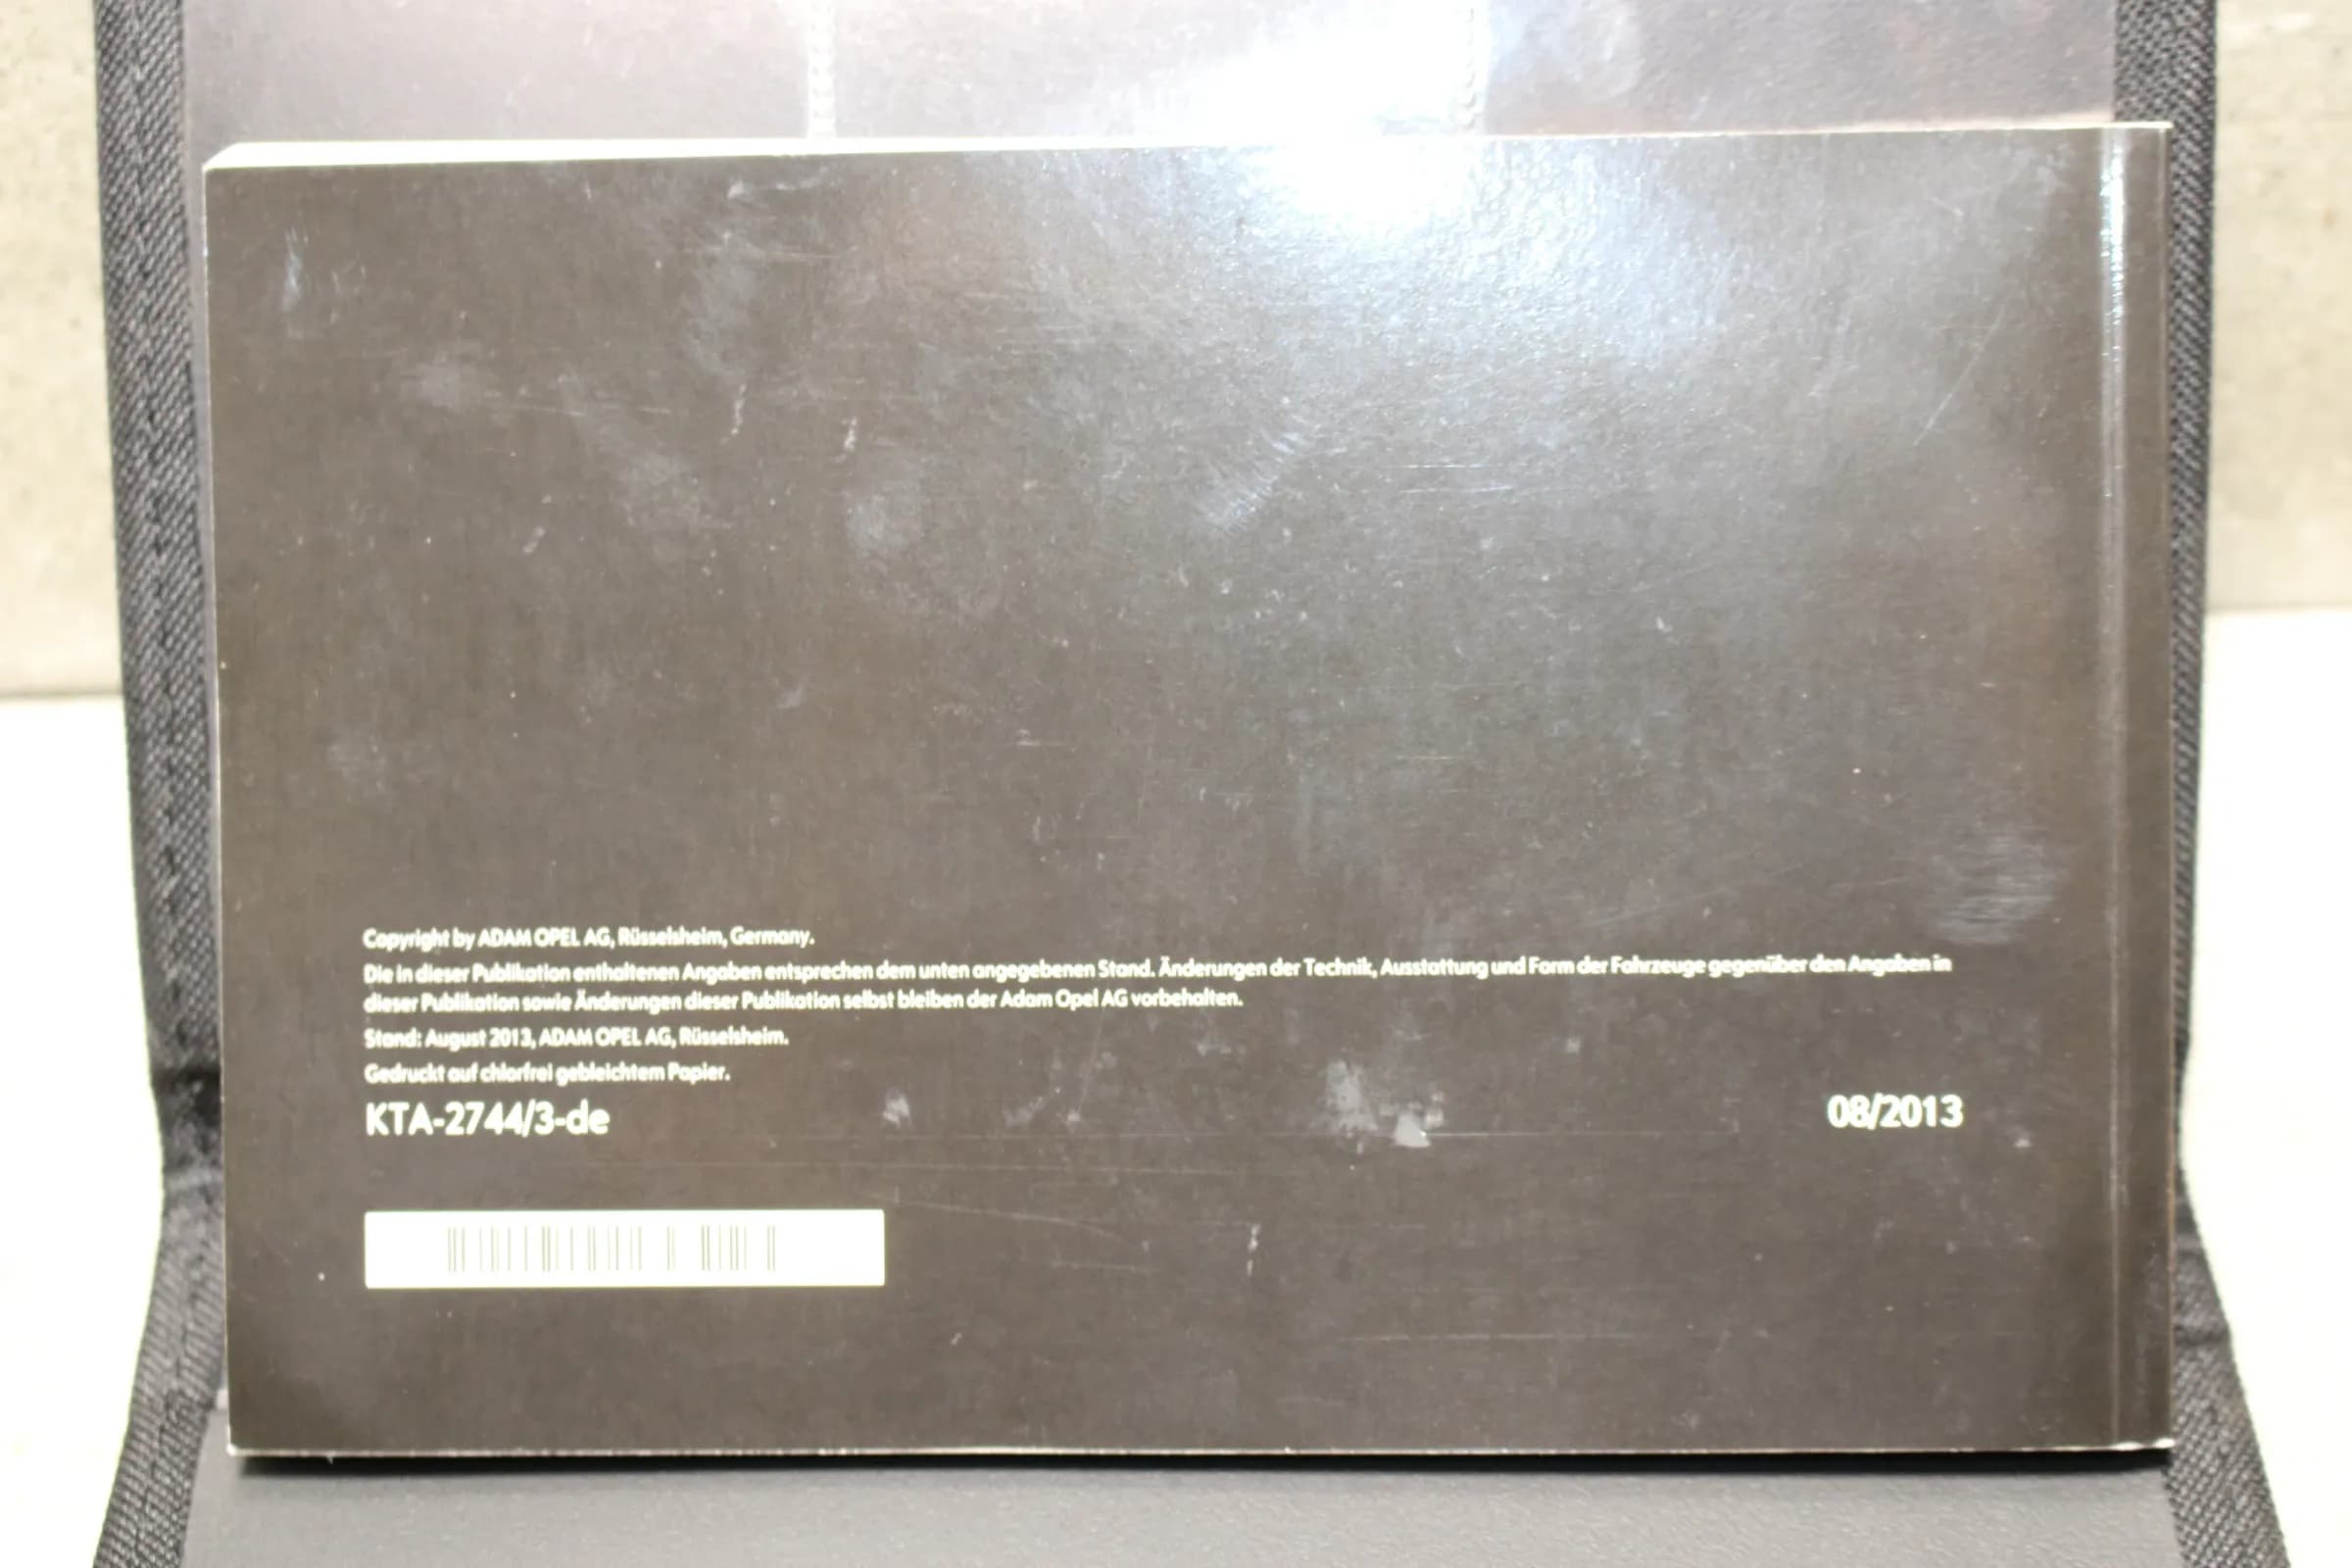 Copyright by ADAM OPEL AG, Rüsselsheim, Germany.
Die in dieser Publikation enthaltenen Angaben entsprechen dem unten angegebenen Stand. Änderungen der Technik, Ausstattung und Form der Fahrzeuge gegenüber den Angaben in
dieser Publikation sowie Änderungen dieser Publikation selbst bleiben der Adam Opel AG vorbehalten.
Stand: August 2013, ADAM OPEL AG, Rüsselsheim.
Gedruckt auf chlorfrei gebleichtem Papier.
KTA-2744/3-de
08/2013